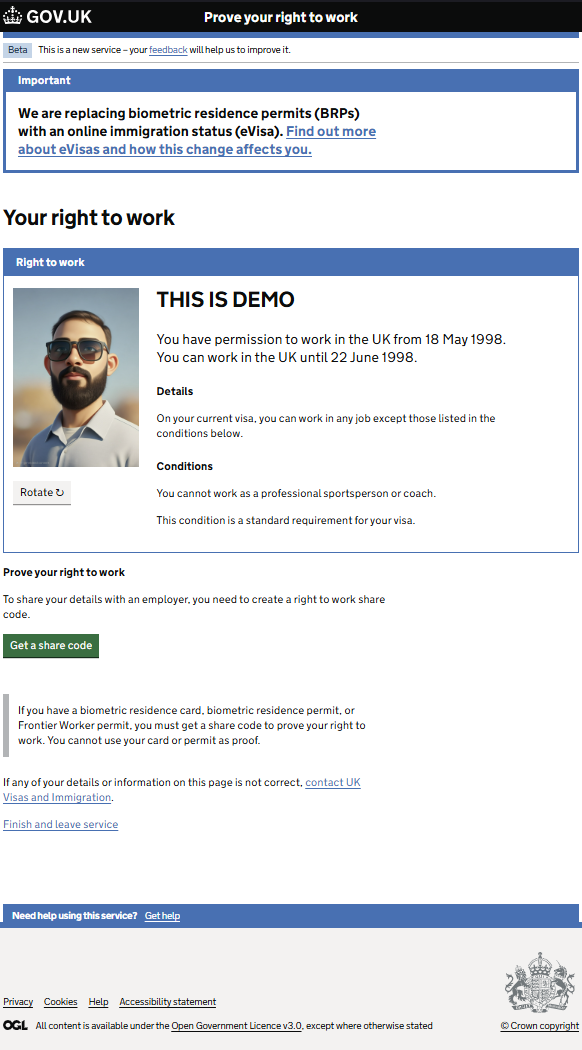 GOV.UK
Prove your right to work
Beta This is a new service – your feedback will help us to improve it.
Important
We are replacing biometric residence permits (BRPs)
with an online immigration status (eVisa). Find out more
about eVisas and how this change affects you.
Your right to work
Right to work
THIS IS DEMO
You have permission to work in the UK from 18 May 1998.
You can work in the UK until 22 June 1998.
Details
On your current visa, you can work in any job except those listed in the
conditions below.
Conditions
You cannot work as a professional sportsperson or coach.
This condition is a standard requirement for your visa.
Rotate ↻
Prove your right to work
To share your details with an employer, you need to create a right to work share
code.
Get a share code
If you have a biometric residence card, biometric residence permit, or
Frontier Worker permit, you must get a share code to prove your right to
work. You cannot use your card or permit as proof.
If any of your details or information on this page is not correct, contact UK
Visas and Immigration.
Finish and leave service
Need help using this service? Get help
Privacy Cookies Help Accessibility statement
OGL All content is available under the Open Government Licence v3.0, except where otherwise stated
© Crown copyright